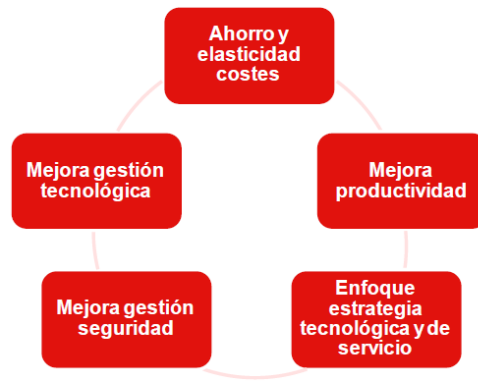 Ahorro y
elasticidad
costes
Mejora gestión
tecnológica
Mejora
productividad
Mejora gestión
seguridad
Enfoque
estrategia
tecnológica y de
servicio